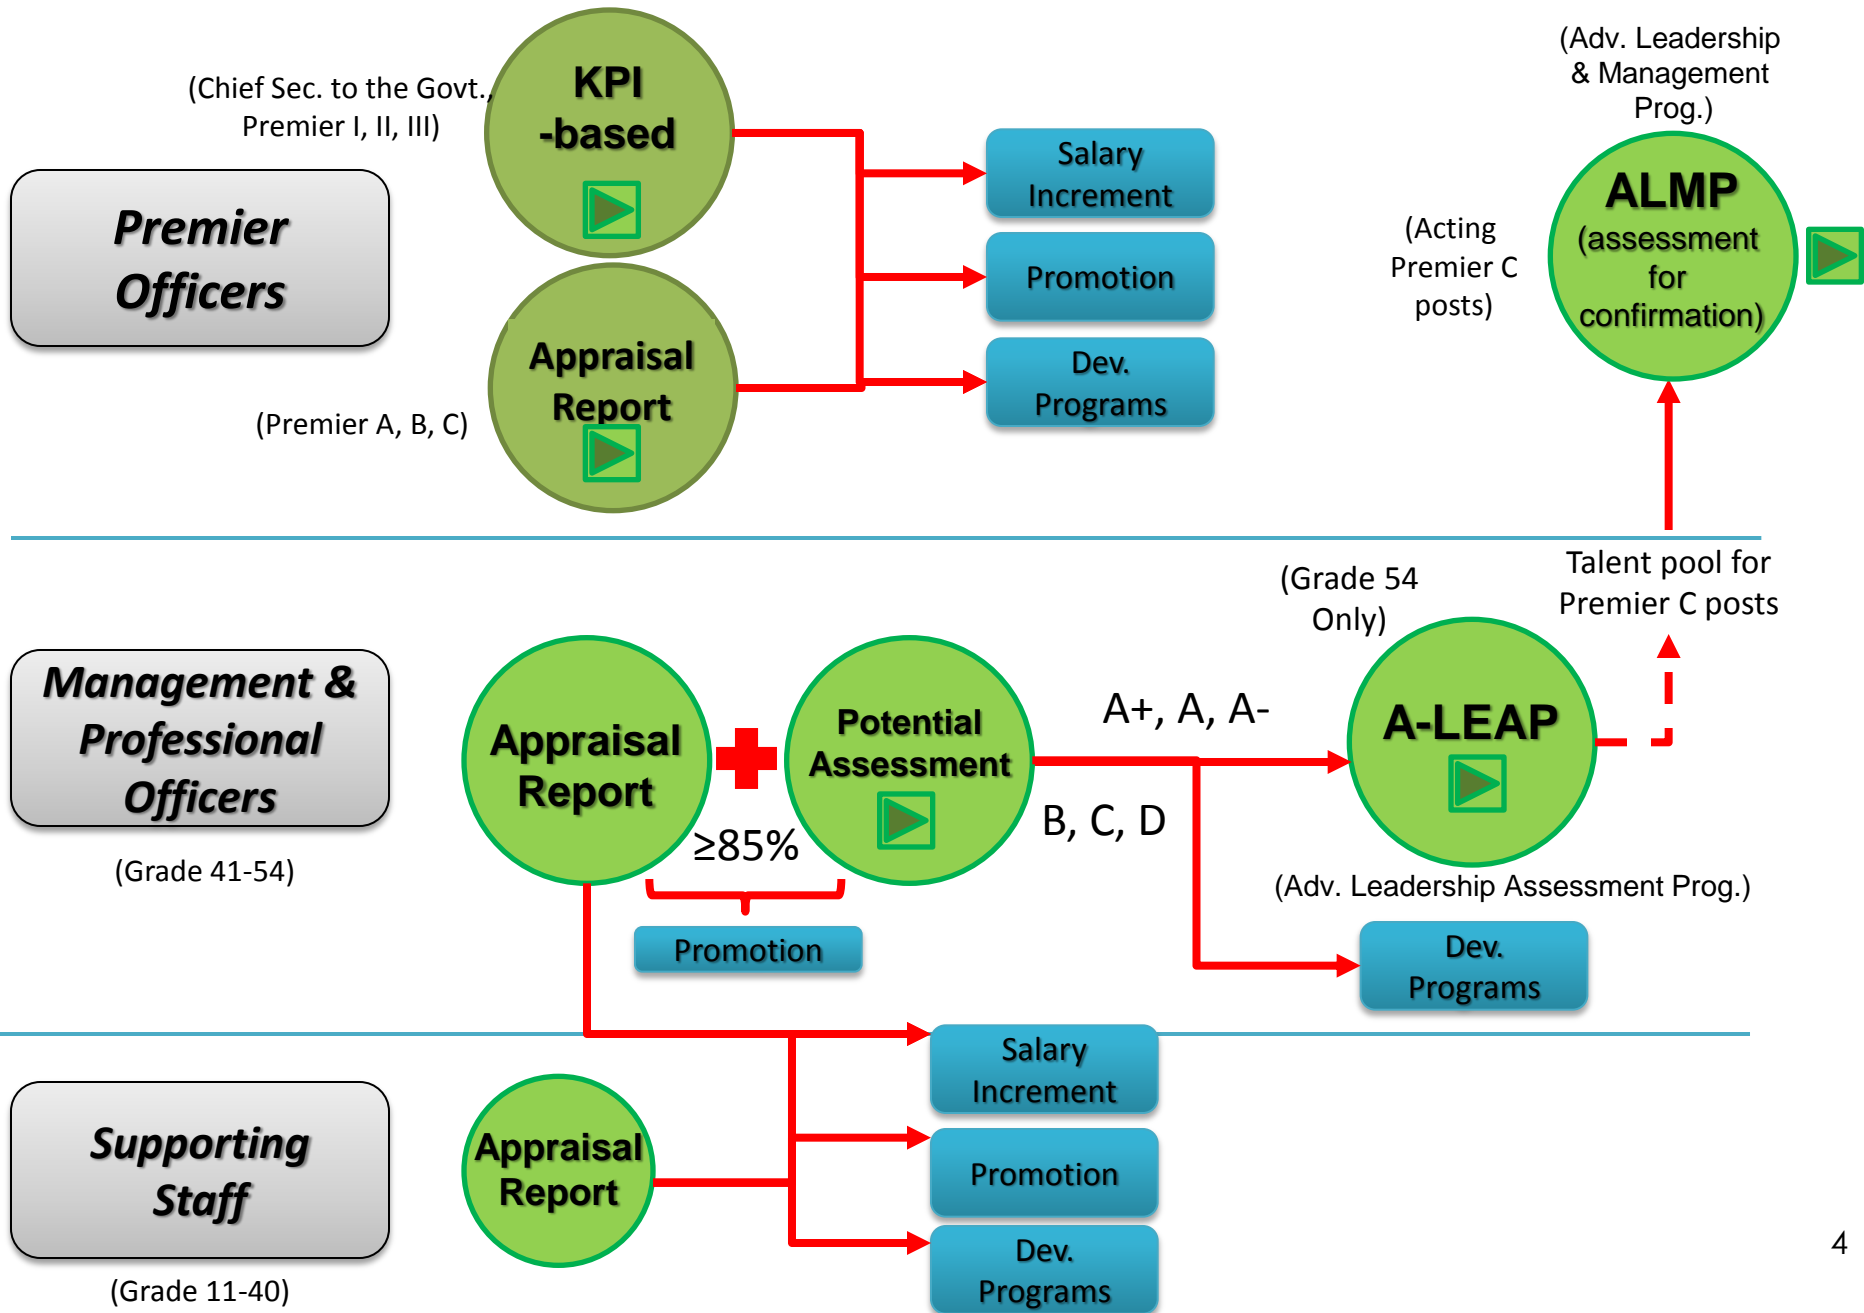 (Chief Sec. to the Govt.,
Premier I, II, III)
KPI
-based
Premier
Officers
Appraisal
Report
(Premier A, B, C)
Salary
Increment
Promotion
Dev.
Programs
(Adv. Leadership
& Management
Prog.)
(Acting
Premier C
posts)
ALMP
(assessment
for
confirmation)
Management &
Professional
Officers
(Grade 41-54)
Appraisal
Report
≥85%
Potential
Assessment
Promotion
A+, A, A-
B, C, D
(Grade 54
Only)
A-LEAP
(Adv. Leadership Assessment Prog.)
Talent pool for
Premier C posts
Dev.
Programs
Supporting
Staff
(Grade 11-40)
Appraisal
Report
Salary
Increment
Promotion
Dev.
Programs
4